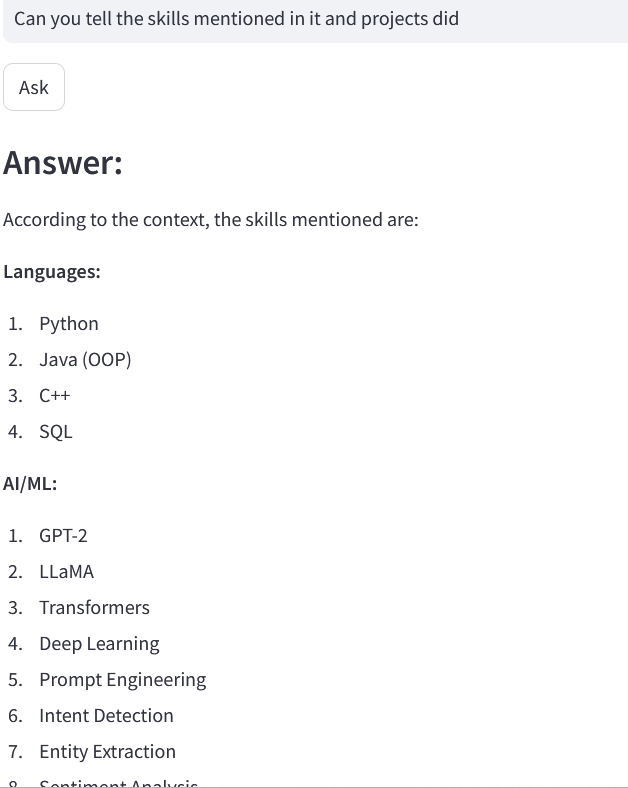 Can you tell the skills mentioned in it and projects did
Ask
Answer:
According to the context, the skills mentioned are:
Languages:
1. Python
2. Java (OOP)
3. C++
4. SQL
AI/ML:
1. GPT-2
2. LLaMA
3. Transformers
4. Deep Learning
5. Prompt Engineering
6. Intent Detection
7. Entity Extraction
8. Sentiment Analysis